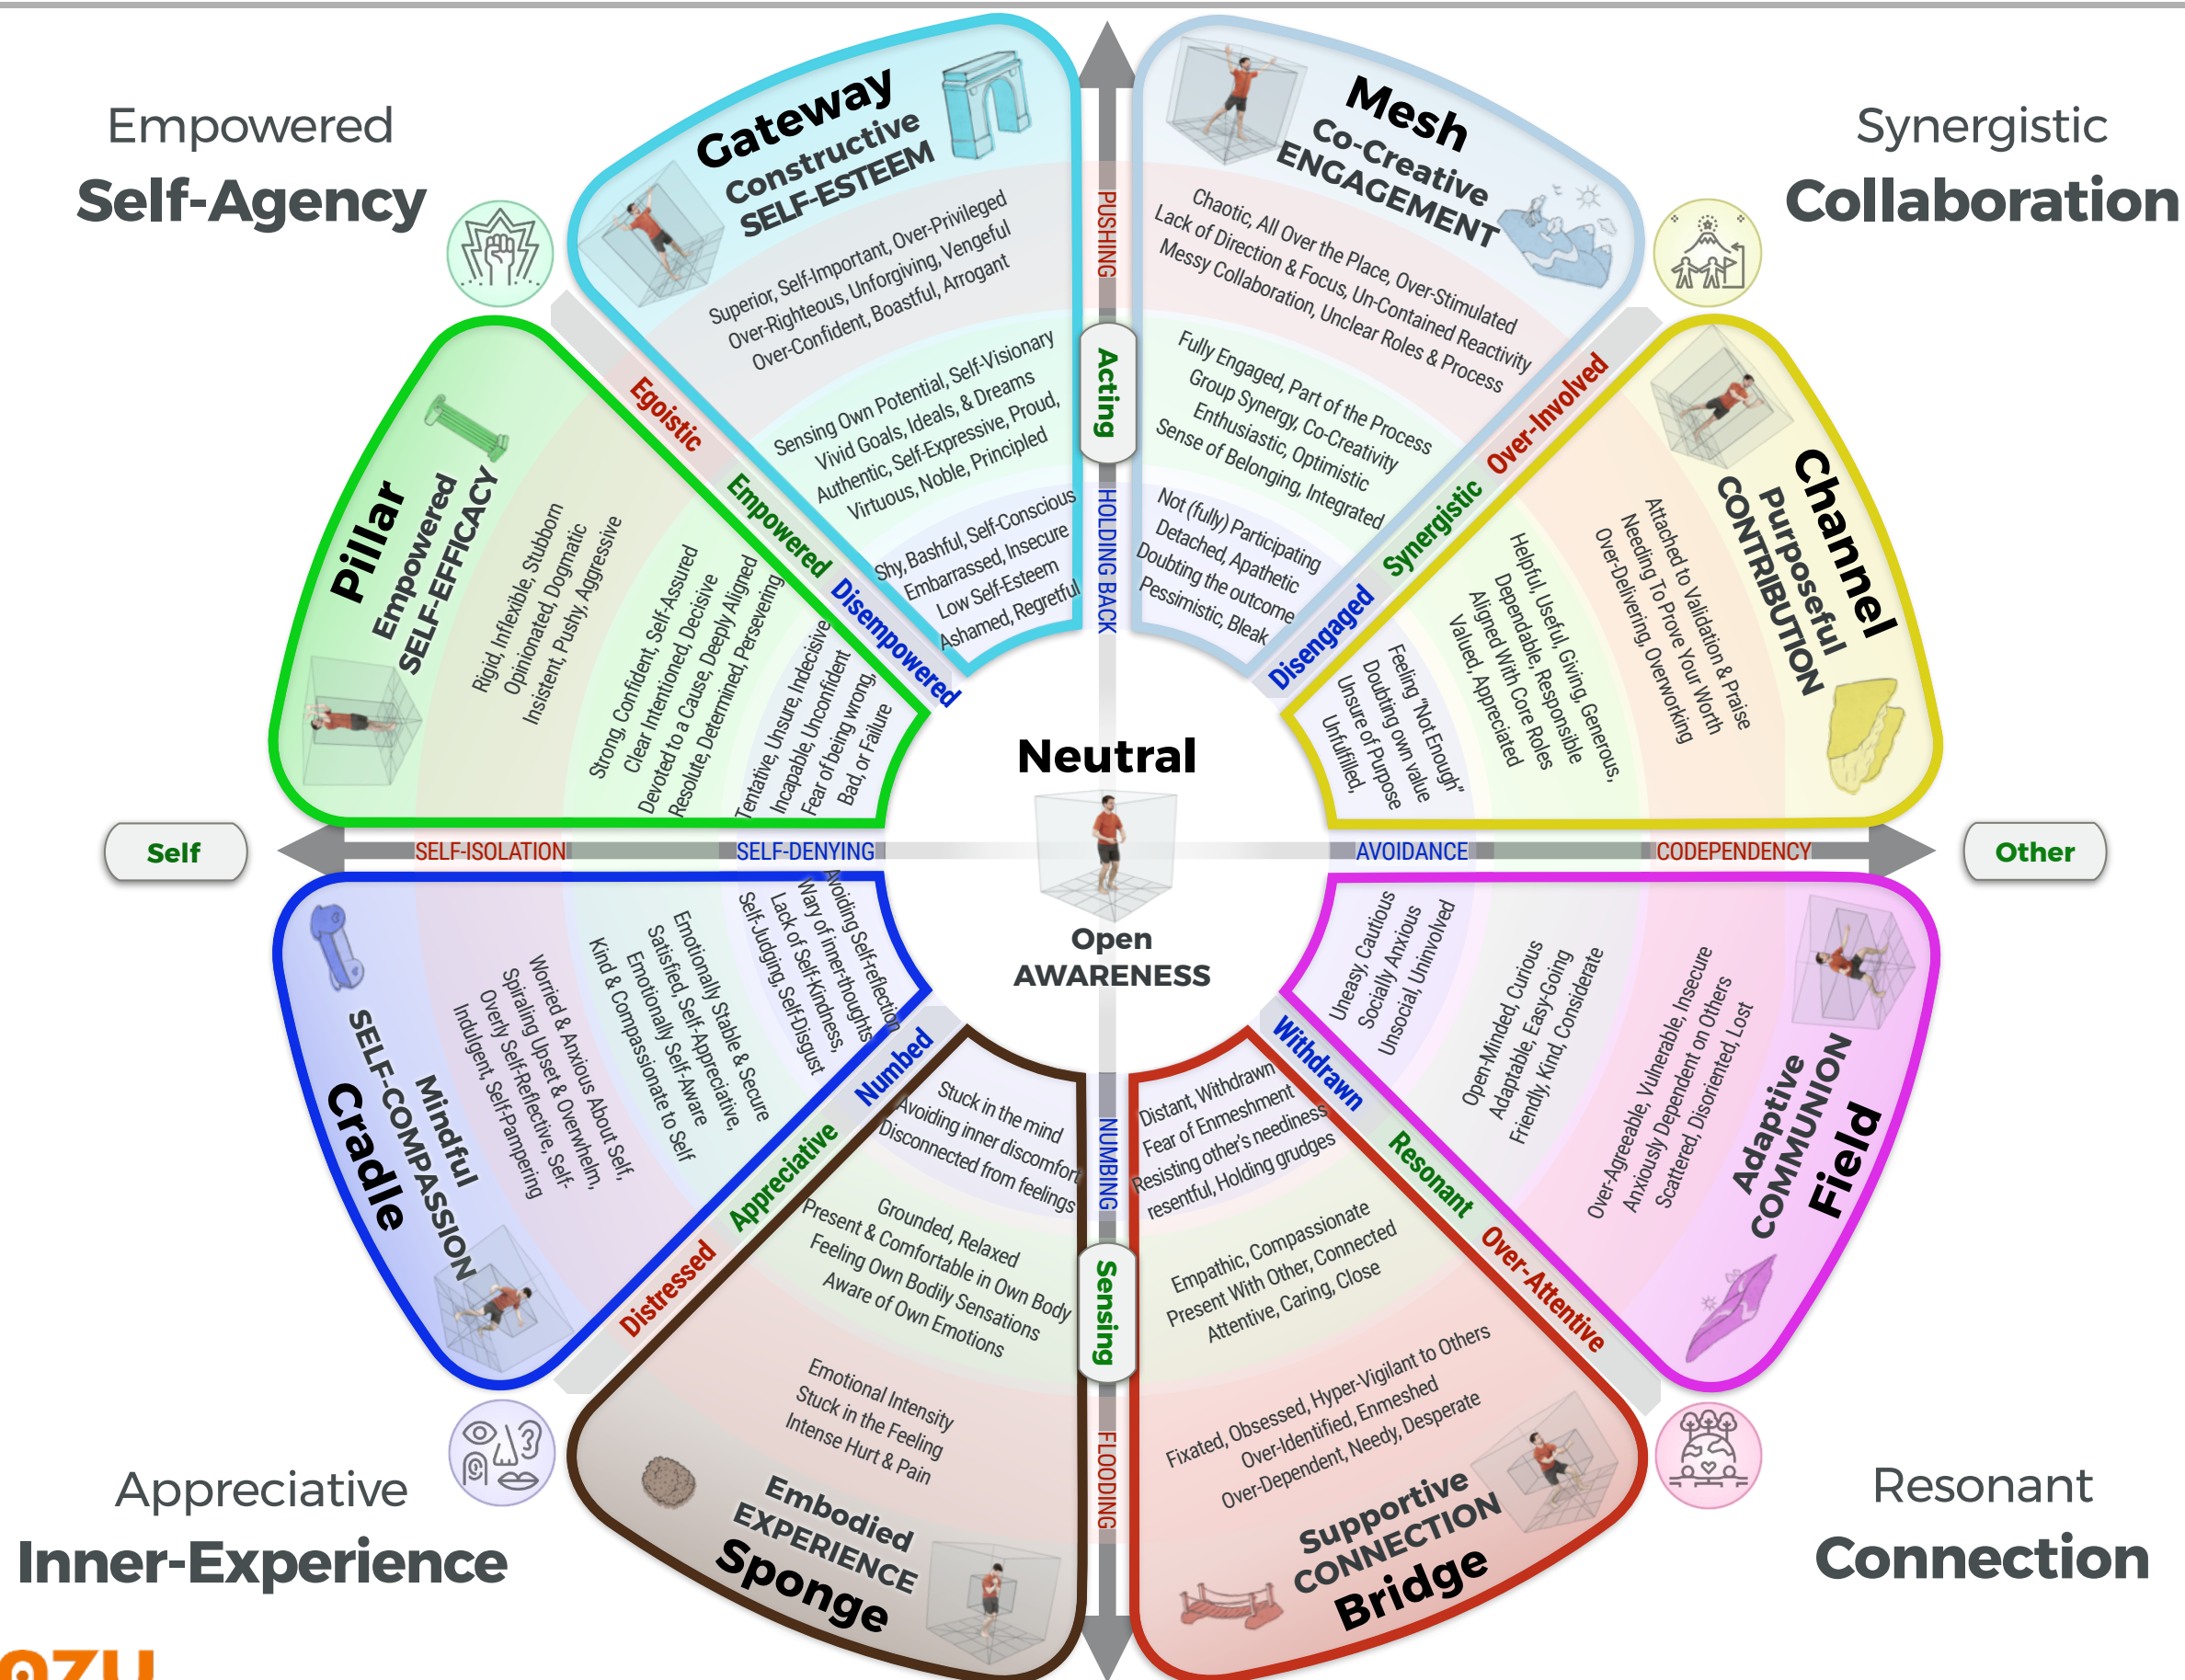 Empowered
Self-Agency
Synergistic
Collaboration
Gateway
Constructive
SELF-ESTEEM
Superior, Self-Important, Over-Privileged
Over-Righteous, Unforgiving, Vengeful
Over-Confident, Boastful, Arrogant
Sensing Own Potential, Self-Visionary
Vivid Goals, Ideals, & Dreams
Authentic, Self-Expressive, Proud,
Virtuous, Noble, Principled
Shy, Bashful, Self-Conscious
Embarrassed, Insecure
Low Self-Esteem
Ashamed, Regretful
PUSHING
Acting
HOLDING BACK
Mesh
Co-Creative
ENGAGEMENT
Chaotic, All Over the Place, Over-Stimulated
Lack of Direction & Focus, Un-Contained Reactivity
Messy Collaboration, Unclear Roles & Process
Fully Engaged, Part of the Process
Group Synergy, Co-Creativity
Enthusiastic, Optimistic
Sense of Belonging, Integrated
Not (fully) Participating
Detached, Apathetic
Doubting the outcome
Pessimistic, Bleak
Egoistic
Empowered
Disempowered
Over-Involved
Synergistic
Disengaged
Pillar
Empowered
SELF-EFFICACY
Rigid, Inflexible, Stubborn
Opinionated, Dogmatic
Insistent, Pushy, Aggressive
Strong, Confident, Self-Assured
Clear Intentioned, Decisive
Devoted to a Cause, Deeply Aligned
Resolute, Determined, Persevering
Tentative, Unsure, Indecisive
Incapable, Unconfident
Fear of being wrong,
Bad, or Failure
Channel
Purposeful
CONTRIBUTION
Attached to Validation & Praise
Needing To Prove Your Worth
Over-Delivering, Overworking
Helpful, Useful, Giving, Generous,
Dependable, Responsible
Aligned With Core Roles
Valued, Appreciated
Feeling "Not Enough"
Doubting own value
Unsure of Purpose
Unfulfilled,
Neutral
Open
AWARENESS
Self
SELF-ISOLATION
SELF-DENYING
AVOIDANCE
CODEPENDENCY
Other
Cradle
Mindful
SELF-COMPASSION
Avoiding Self-reflection
Wary of inner-thoughts
Lack of Self-Kindness,
Self-Judging, Self-Disgust
Emotionally Stable & Secure
Satisfied, Self-Appreciative,
Emotionally Self-Aware
Kind & Compassionate to Self
Worried & Anxious About Self,
Spiraling Upset & Overwhelm,
Overly Self-Reflective, Self-
Indulgent, Self-Pampering
Numbed
Appreciative
Distressed
Withdrawn
Resonant
Over-Attentive
Field
Adaptive
COMMUNION
Uneasy, Cautious
Socially Anxious
Unsocial, Uninvolved
Open-Minded, Curious
Adaptable, Easy-Going
Friendly, Kind, Considerate
Over-Agreeable, Vulnerable, Insecure
Anxiously Dependent on Others
Scattered, Disoriented, Lost
Stuck in the mind
Avoiding inner discomfort
Disconnected from feelings
Grounded, Relaxed
Present & Comfortable in Own Body
Feeling Own Bodily Sensations
Aware of Own Emotions
Emotional Intensity
Stuck in the Feeling
Intense Hurt & Pain
Embodied
EXPERIENCE
Sponge
NUMBING
Sensing
FLOODING
Distant, Withdrawn
Fear of Enmeshment
Resisting other's neediness
resentful, Holding grudges
Empathic, Compassionate
Present With Other, Connected
Attentive, Caring, Close
Fixated, Obsessed, Hyper-Vigilant to Others
Over-Identified, Enmeshed
Over-Dependent, Needy, Desperate
Supportive
CONNECTION
Bridge
Appreciative
Inner-Experience
Resonant
Connection